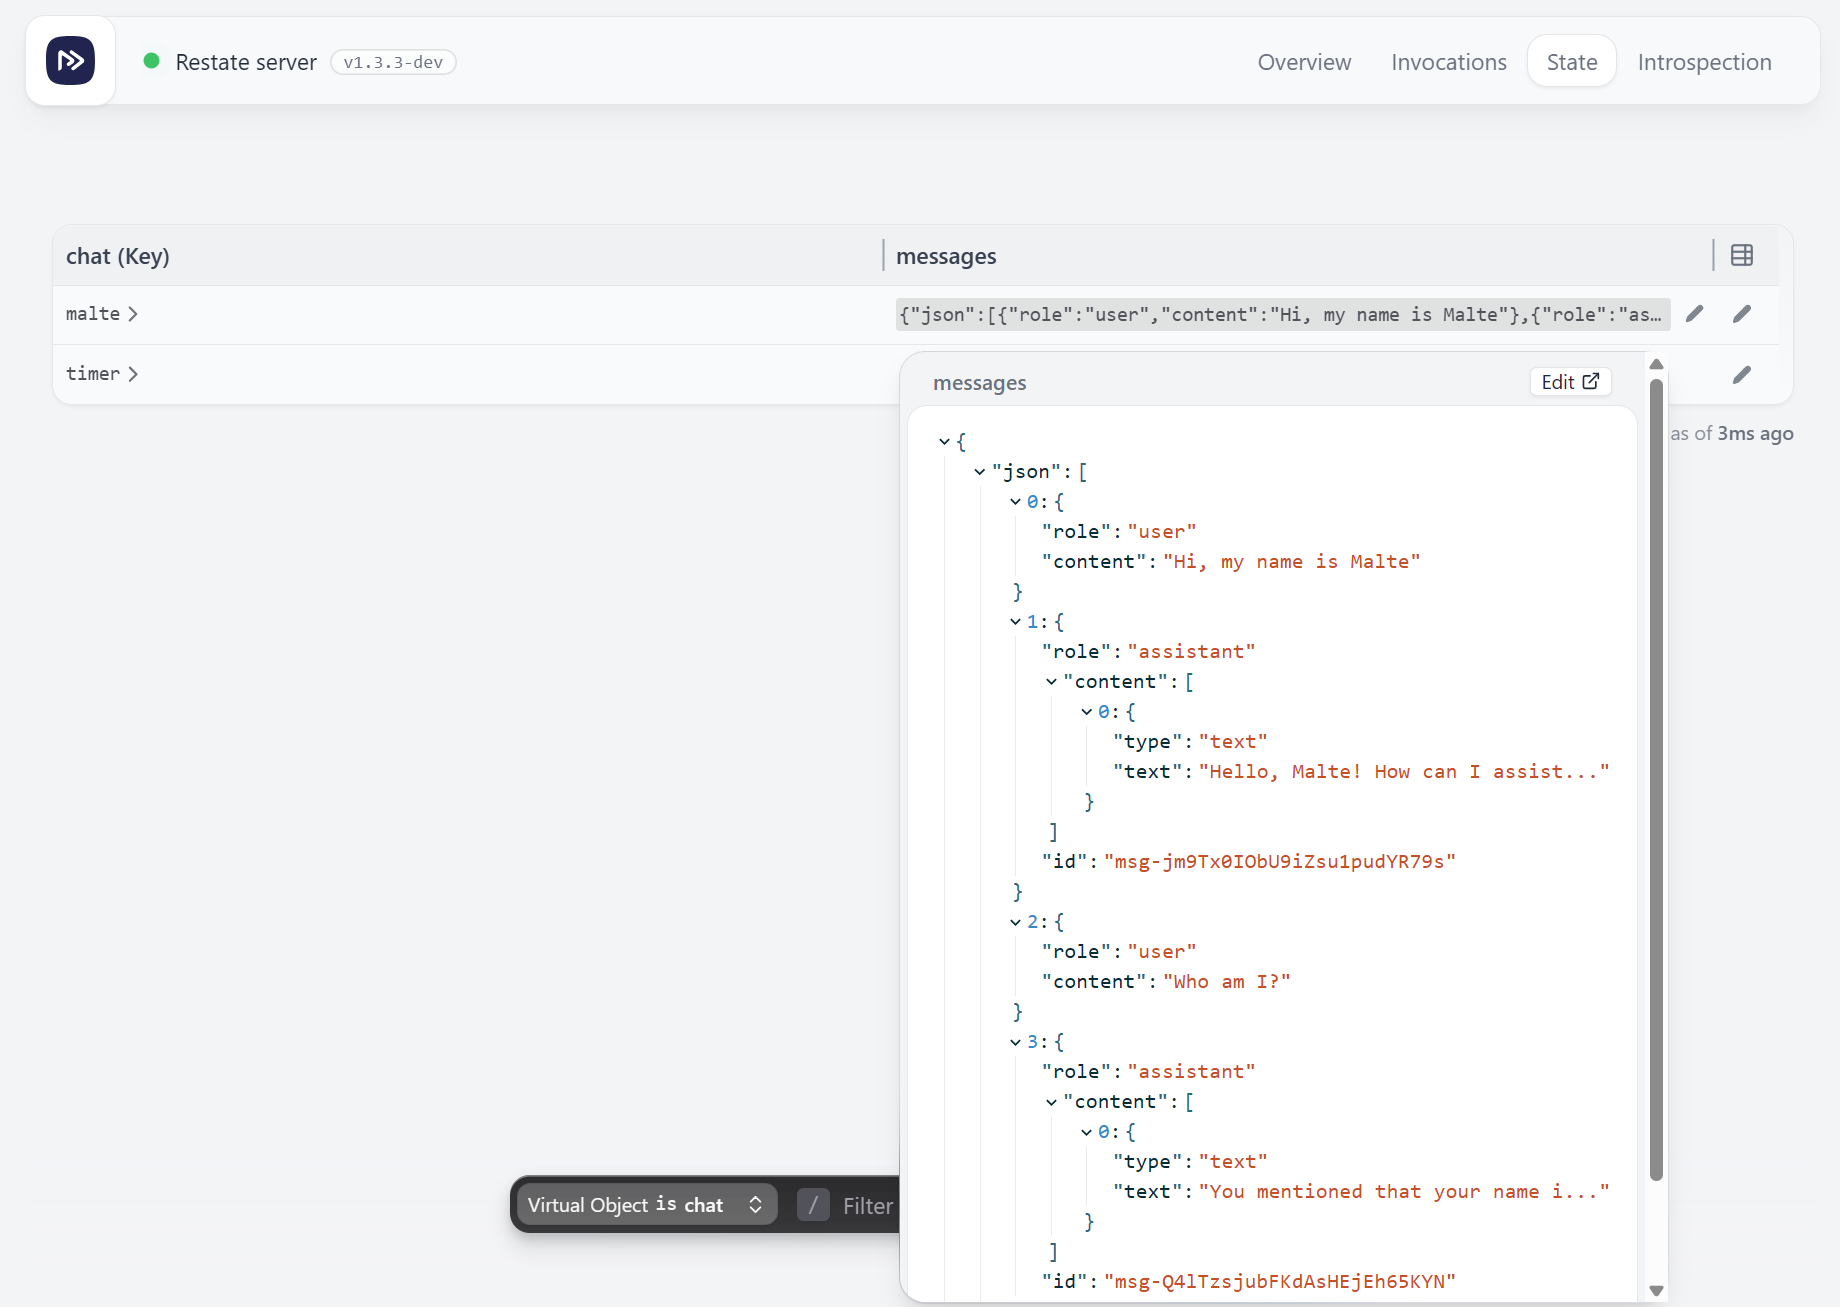 Restate server v1.3.3-dev Overview Invocations State Introspection
chat (Key) messages
malte {"json":[{"role":"user","content":"Hi, my name is Malte"},{"role":"as…
timer
messages Edit
as of 3ms ago
{
"json": [
0: {
"role": "user"
"content": "Hi, my name is Malte"
}
1: {
"role": "assistant"
"content": [
0: {
"type": "text"
"text": "Hello, Malte! How can I assist..."
}
]
"id": "msg-jm9Tx0IObU9iZsu1pudYR79s"
}
2: {
"role": "user"
"content": "Who am I?"
}
3: {
"role": "assistant"
"content": [
0: {
"type": "text"
"text": "You mentioned that your name i..."
}
]
"id": "msg-Q4lTzsjubFKdAsHEjEh65KYN"
Virtual Object is chat / Filter